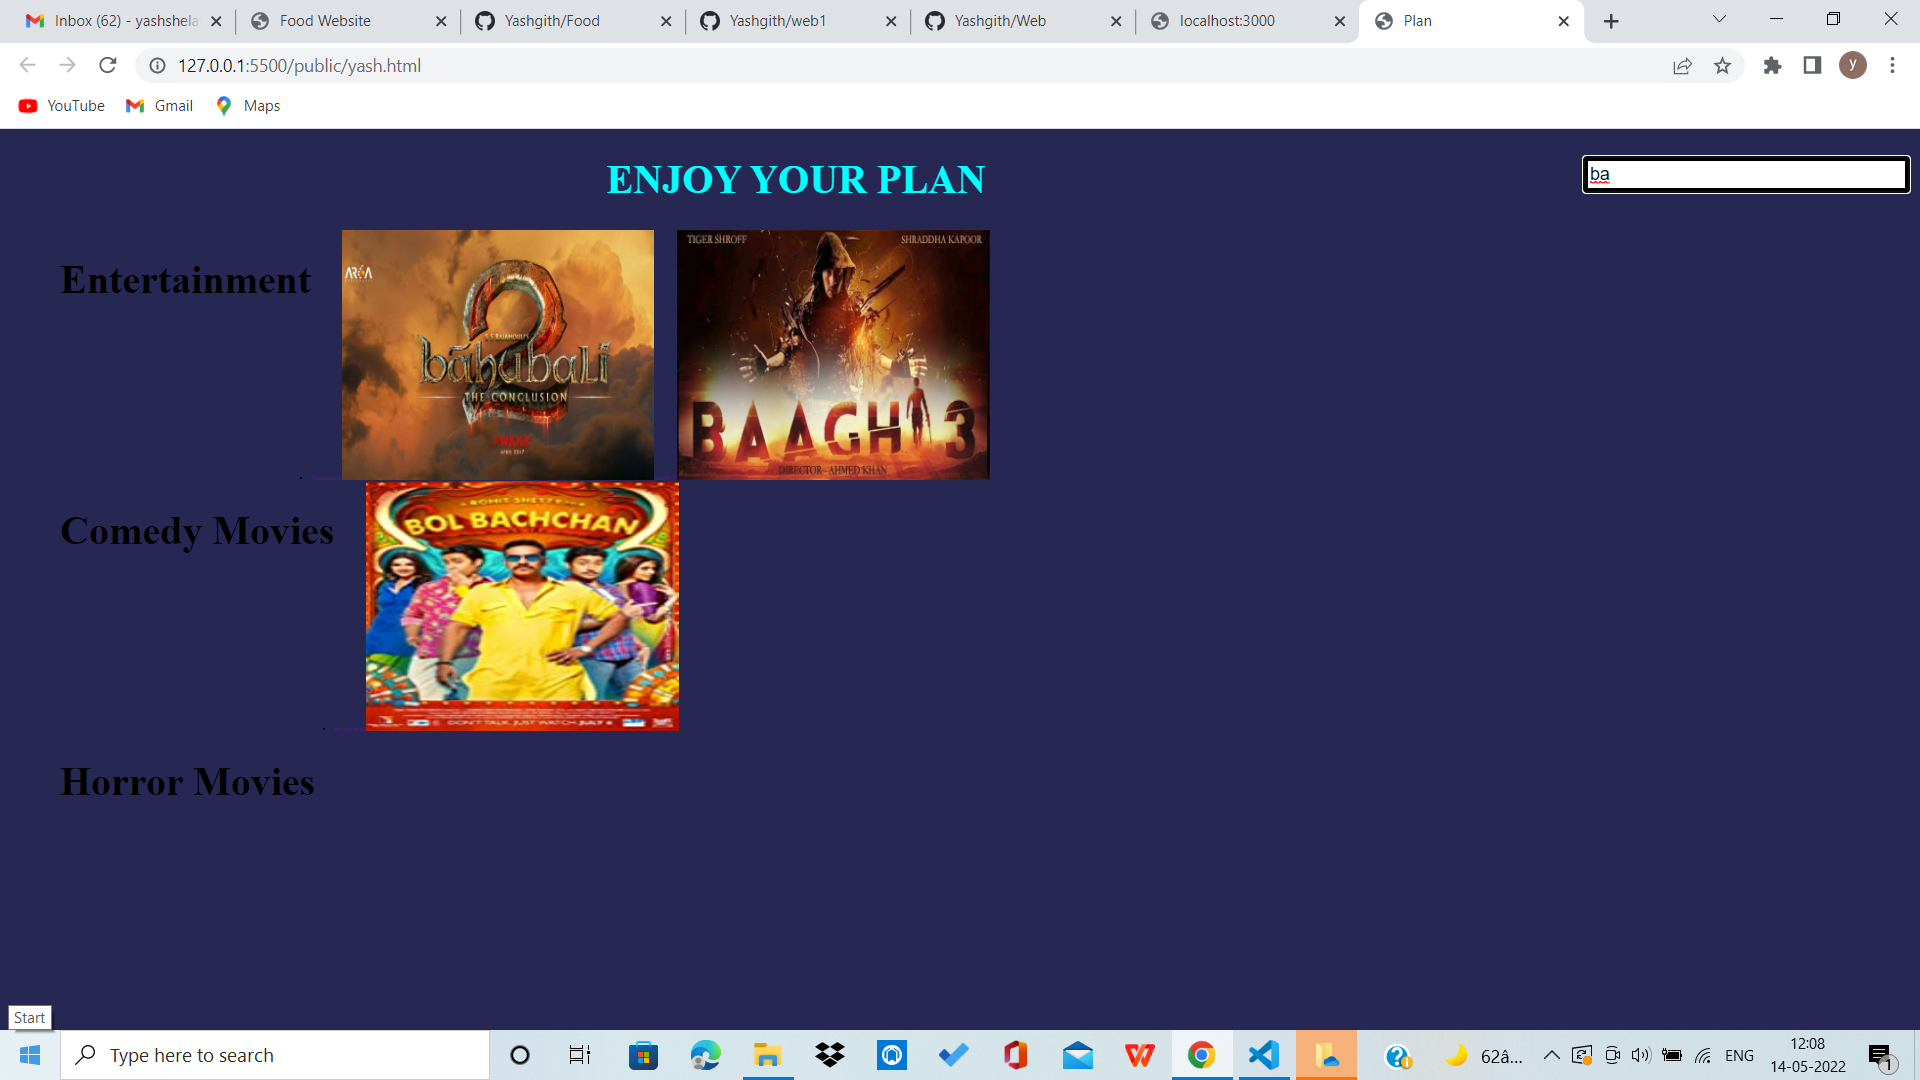 Inbox (62) - yashshela
Food Website
Yashgith/Food
Yashgith/web1
Yashgith/Web
localhost:3000
Plan
127.0.0.1:5500/public/yash.html
y
YouTube
Gmail
Maps
ENJOY YOUR PLAN
ba
Entertainment
ARKA
S.S. RAJAMOULI'S
bāhubali
2
THE CONCLUSION
APRIL 2017
TIGER SHROFF
SHRADDHA KAPOOR
BAAGHI 3
DIRECTOR - AHMED KHAN
Comedy Movies
ROHIT SHETTY
BOL BACHCHAN
DON'T TALK, JUST WATCH JULY 6
Horror Movies
Start
Type here to search
62â...
ENG
12:08
14-05-2022
1